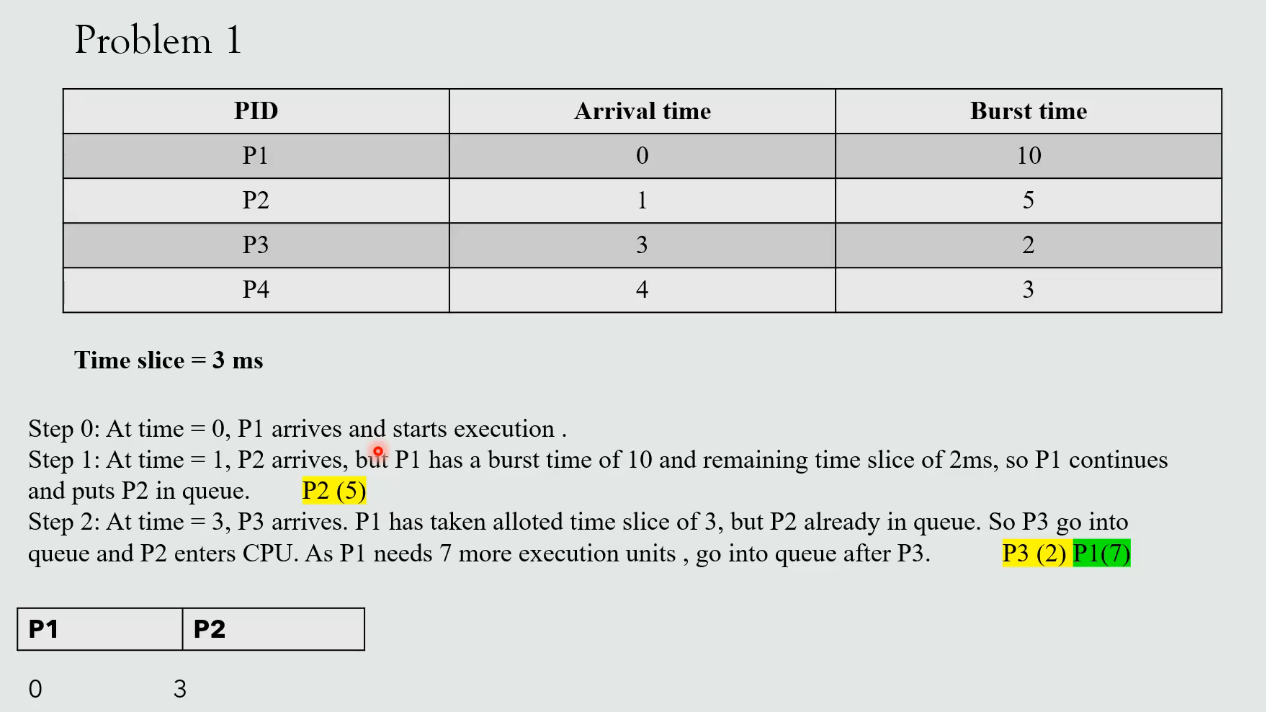 Problem 1
PID Arrival time Burst time
P1 0 10
P2 1 5
P3 3 2
P4 4 3
Time slice = 3 ms
Step 0: At time = 0, P1 arrives and starts execution .
Step 1: At time = 1, P2 arrives, but P1 has a burst time of 10 and remaining time slice of 2ms, so P1 continues
and puts P2 in queue. P2 (5)
Step 2: At time = 3, P3 arrives. P1 has taken alloted time slice of 3, but P2 already in queue. So P3 go into
queue and P2 enters CPU. As P1 needs 7 more execution units , go into queue after P3. P3 (2) P1(7)
P1 P2
0 3